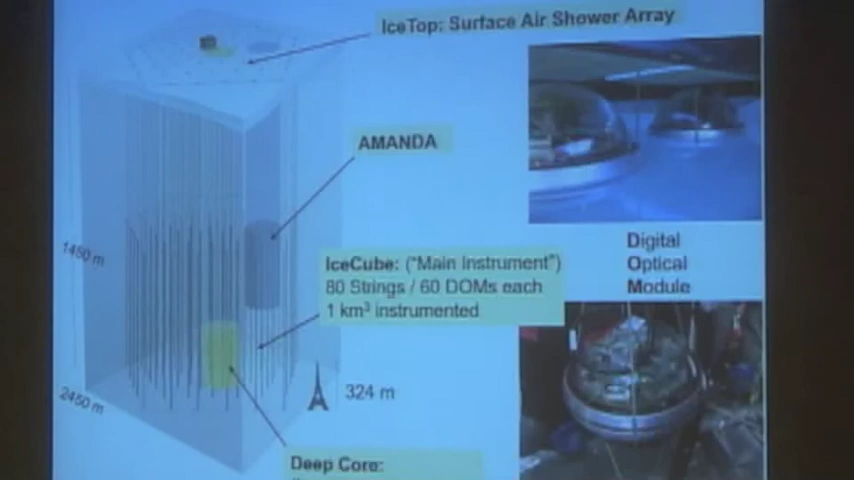 IceTop: Surface Air Shower Array
AMANDA
1450 m
IceCube: ("Main Instrument")
80 Strings / 60 DOMs each
1 km³ instrumented
Digital
Optical
Module
324 m
2450 m
Deep Core: